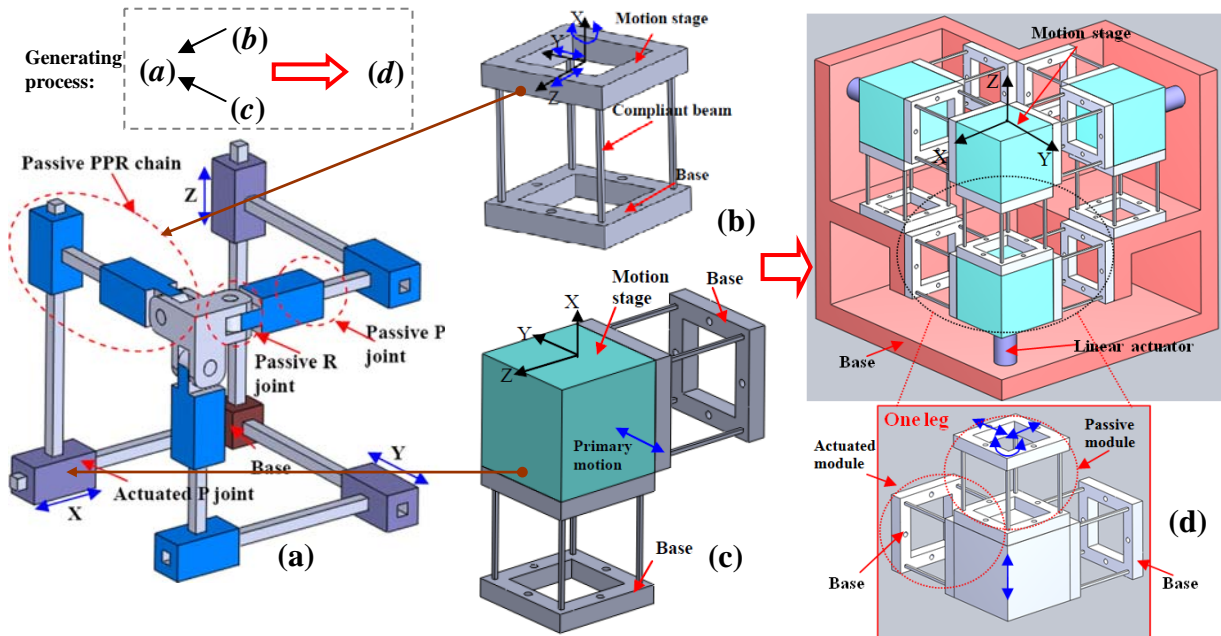 Generating
process:
(b)
(a)
(c)
(d)
Passive PPR chain
Z
Passive P
joint
Passive R
joint
Base
Y
Actuated P joint
X
(a)
X
Motion stage
Y
Z
Compliant beam
Base
(b)
Motion
stage
Base
X
Y
Z
Primary
motion
Base
(c)
Motion stage
Z
X
Y
Base
Linear actuator
One leg
Actuated
module
Passive
module
(d)
Base
Base